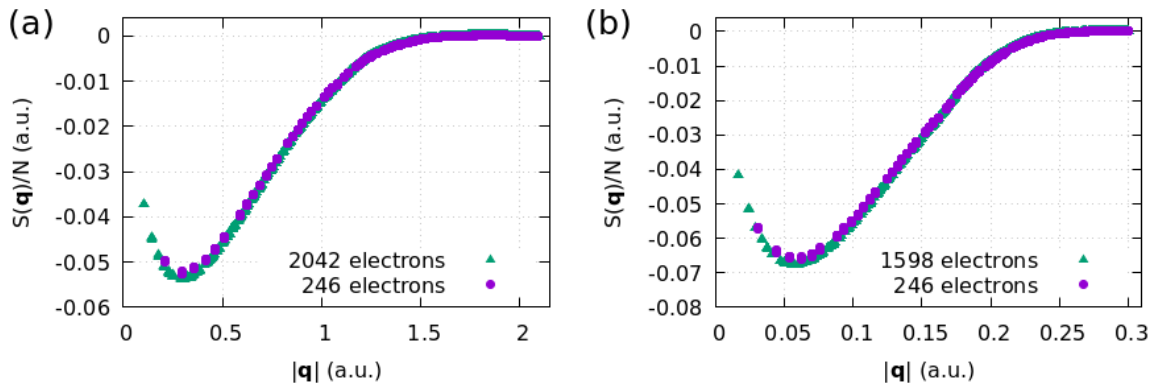 (a)
S(q)/N (a.u.)
0
-0.01
-0.02
-0.03
-0.04
-0.05
-0.06
2042 electrons
246 electrons
0 0.5 1 1.5 2
|q| (a.u.)
(b)
S(q)/N (a.u.)
0
-0.01
-0.02
-0.03
-0.04
-0.05
-0.06
-0.07
-0.08
1598 electrons
246 electrons
0 0.05 0.1 0.15 0.2 0.25 0.3
|q| (a.u.)